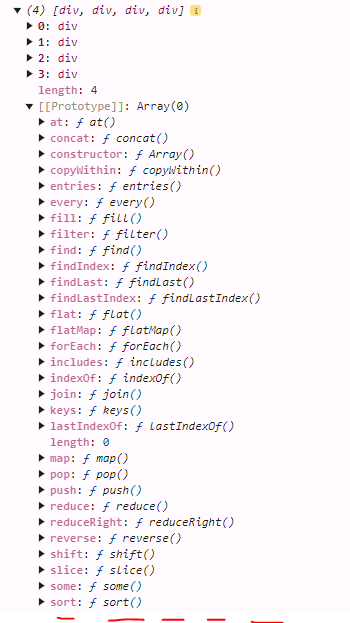 (4) [div, div, div, div] i
0: div
1: div
2: div
3: div
length: 4
[[Prototype]]: Array(0)
at: ƒ at()
concat: ƒ concat()
constructor: ƒ Array()
copyWithin: ƒ copyWithin()
entries: ƒ entries()
every: ƒ every()
fill: ƒ fill()
filter: ƒ filter()
find: ƒ find()
findIndex: ƒ findIndex()
findLast: ƒ findLast()
findLastIndex: ƒ findLastIndex()
flat: ƒ flat()
flatMap: ƒ flatMap()
forEach: ƒ forEach()
includes: ƒ includes()
indexOf: ƒ indexOf()
join: ƒ join()
keys: ƒ keys()
lastIndexOf: ƒ lastIndexOf()
length: 0
map: ƒ map()
pop: ƒ pop()
push: ƒ push()
reduce: ƒ reduce()
reduceRight: ƒ reduceRight()
reverse: ƒ reverse()
shift: ƒ shift()
slice: ƒ slice()
some: ƒ some()
sort: ƒ sort()